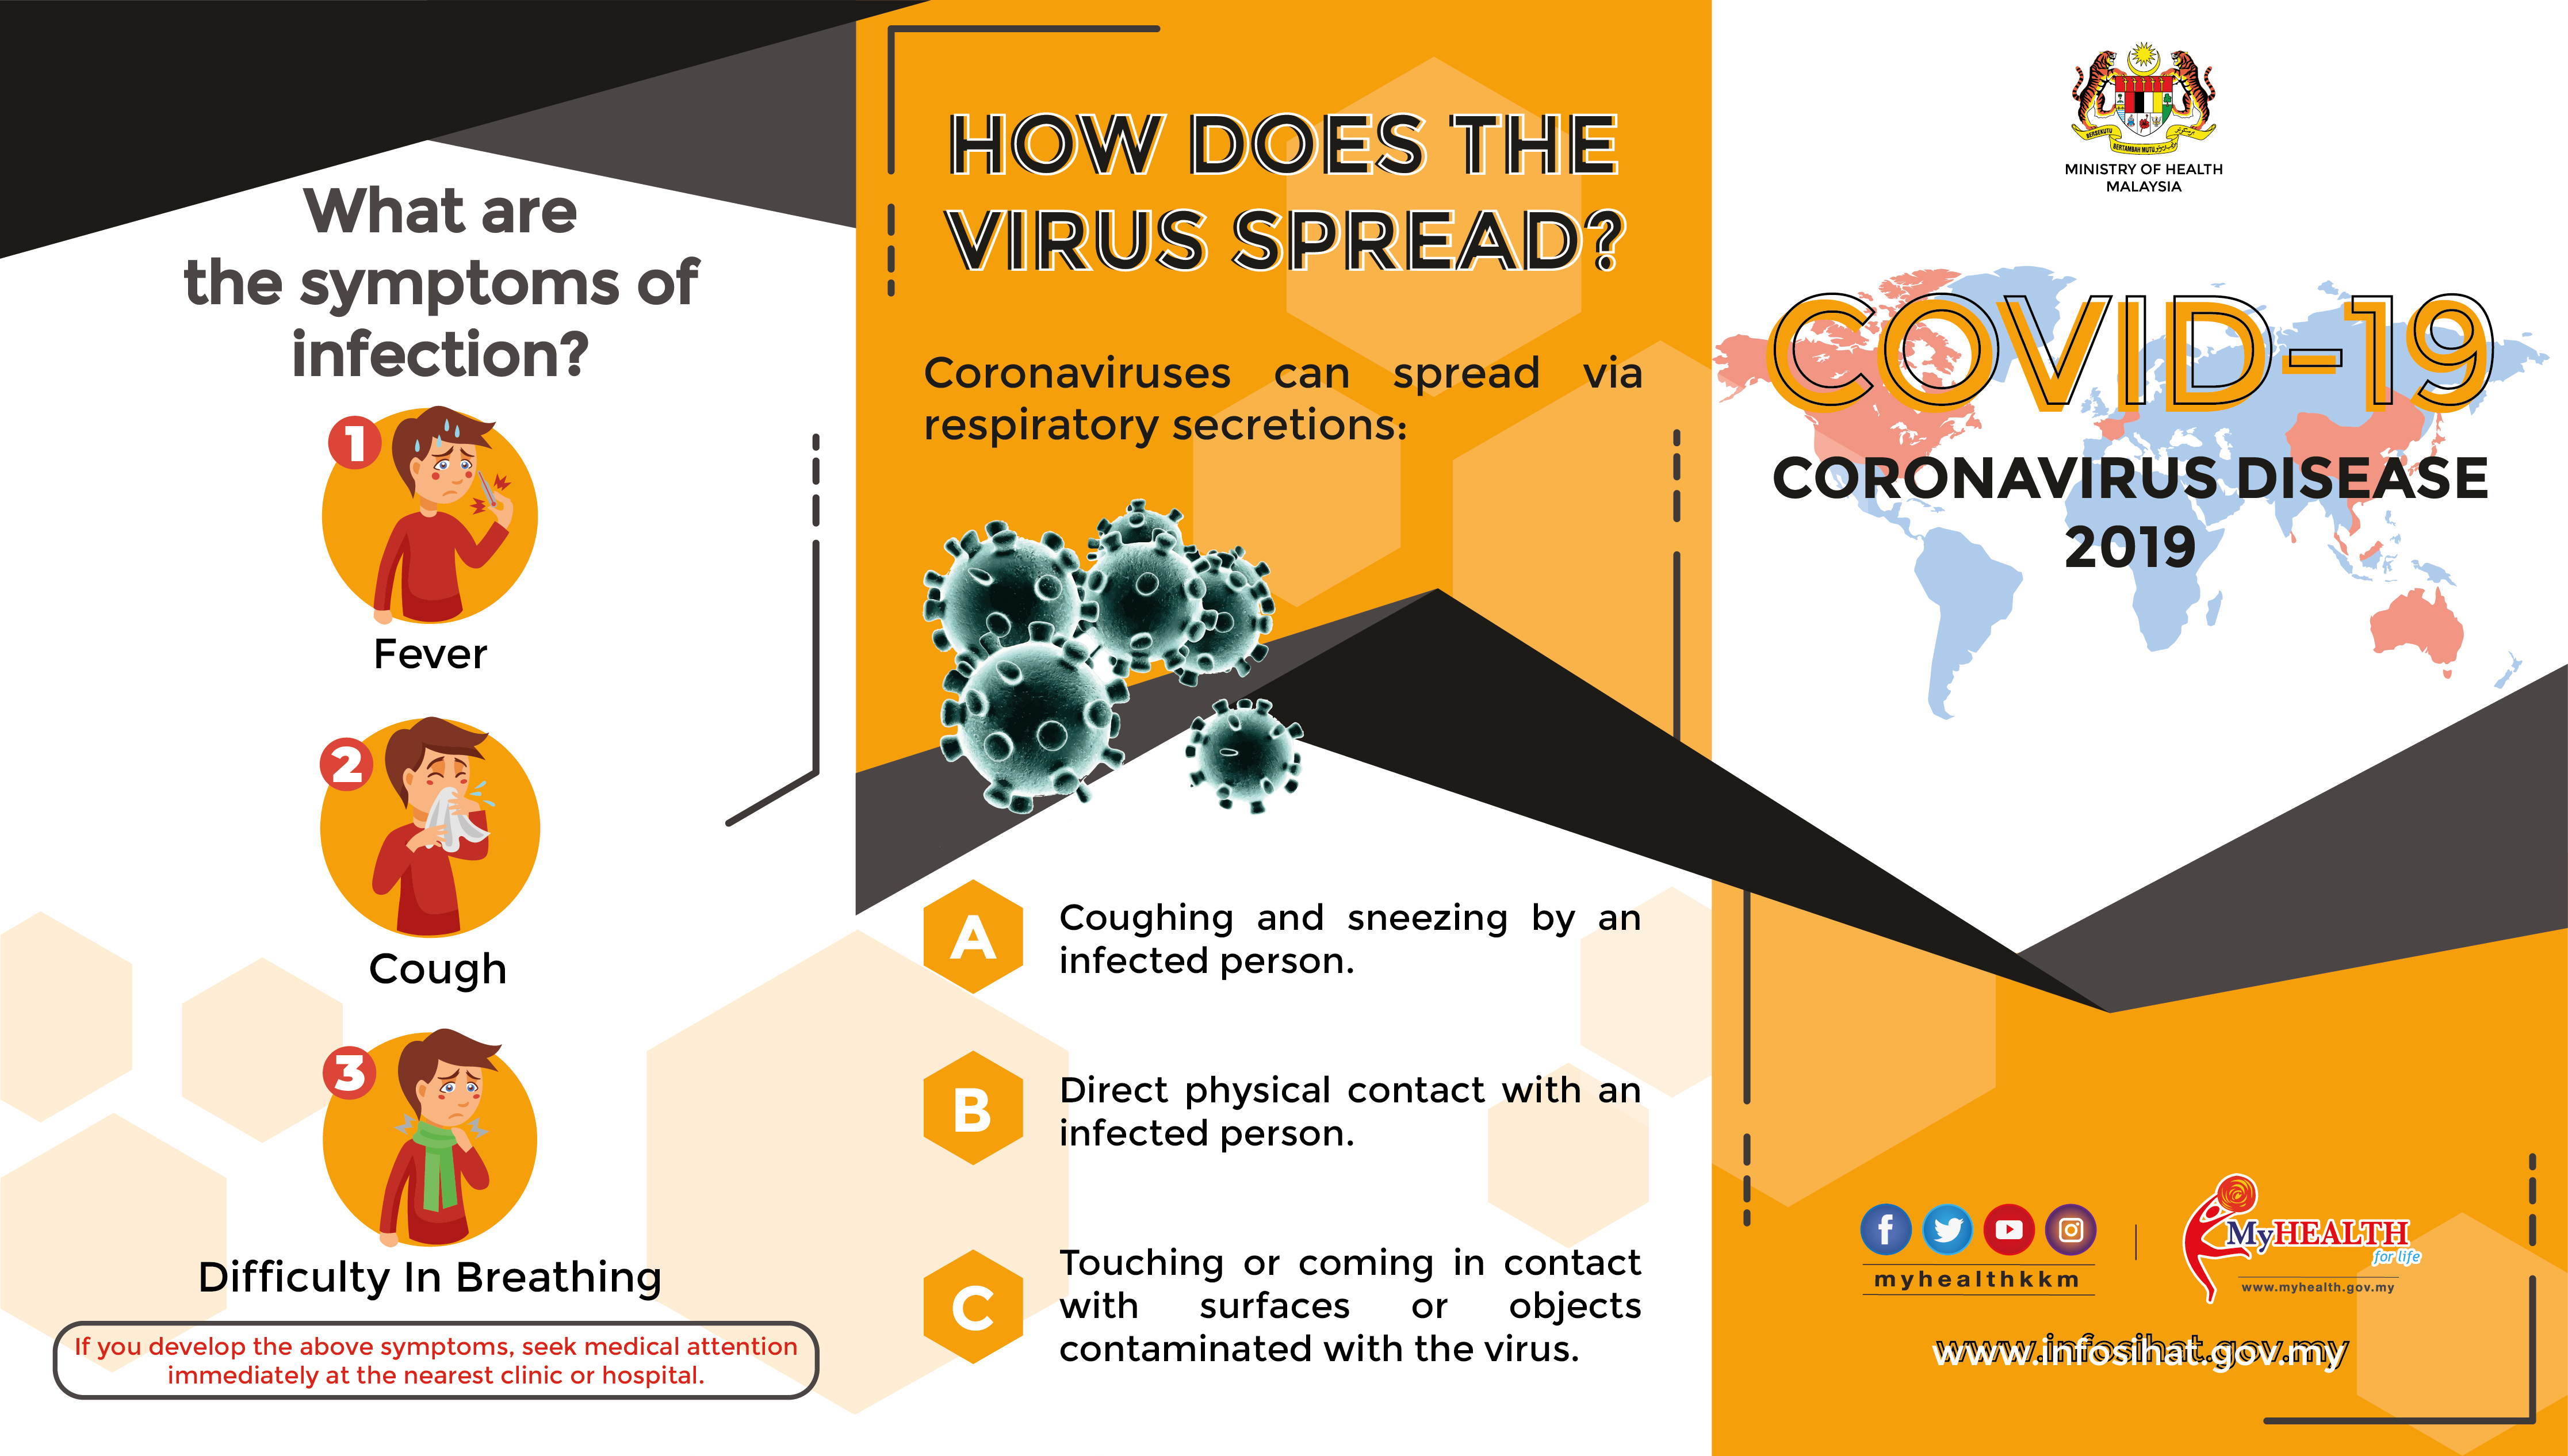 What are
the symptoms of
infection?
1
Fever
2
Cough
3
Difficulty In Breathing
If you develop the above symptoms, seek medical attention
immediately at the nearest clinic or hospital.
HOW DOES THE
VIRUS SPREAD?
Coronaviruses can spread via
respiratory secretions:
A
Coughing and sneezing by an
infected person.
B
Direct physical contact with an
infected person.
C
Touching or coming in contact
with surfaces or objects
contaminated with the virus.
BERSEKUTU
BERTAMBAH MUTU
MINISTRY OF HEALTH
MALAYSIA
COVID-19
CORONAVIRUS DISEASE
2019
myhealthkkm
MyHEALTH
for life
www.myhealth.gov.my
www.infosihat.gov.my